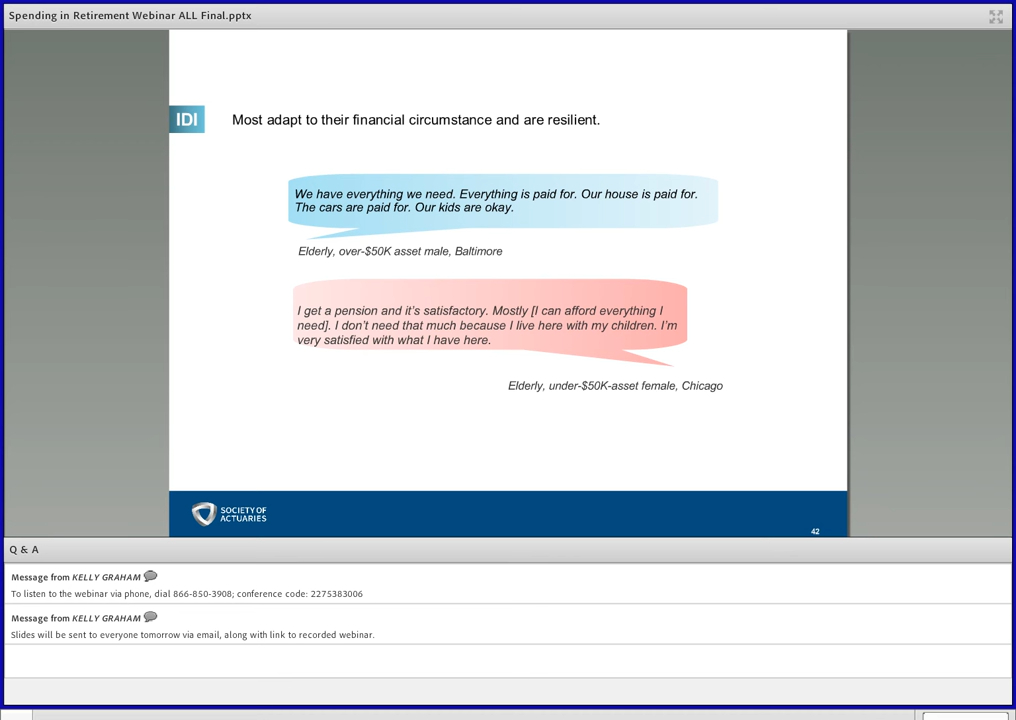 Spending in Retirement Webinar ALL Final.pptx
IDI
Most adapt to their financial circumstance and are resilient.
We have everything we need. Everything is paid for. Our house is paid for.
The cars are paid for. Our kids are okay.
Elderly, over-$50K asset male, Baltimore
I get a pension and it's satisfactory. Mostly [I can afford everything I
need]. I don't need that much because I live here with my children. I'm
very satisfied with what I have here.
Elderly, under-$50K-asset female, Chicago
SOCIETY OF
ACTUARIES
42
Q & A
Message from KELLY GRAHAM
To listen to the webinar via phone, dial 866-850-3908; conference code: 2275383006
Message from KELLY GRAHAM
Slides will be sent to everyone tomorrow via email, along with link to recorded webinar.